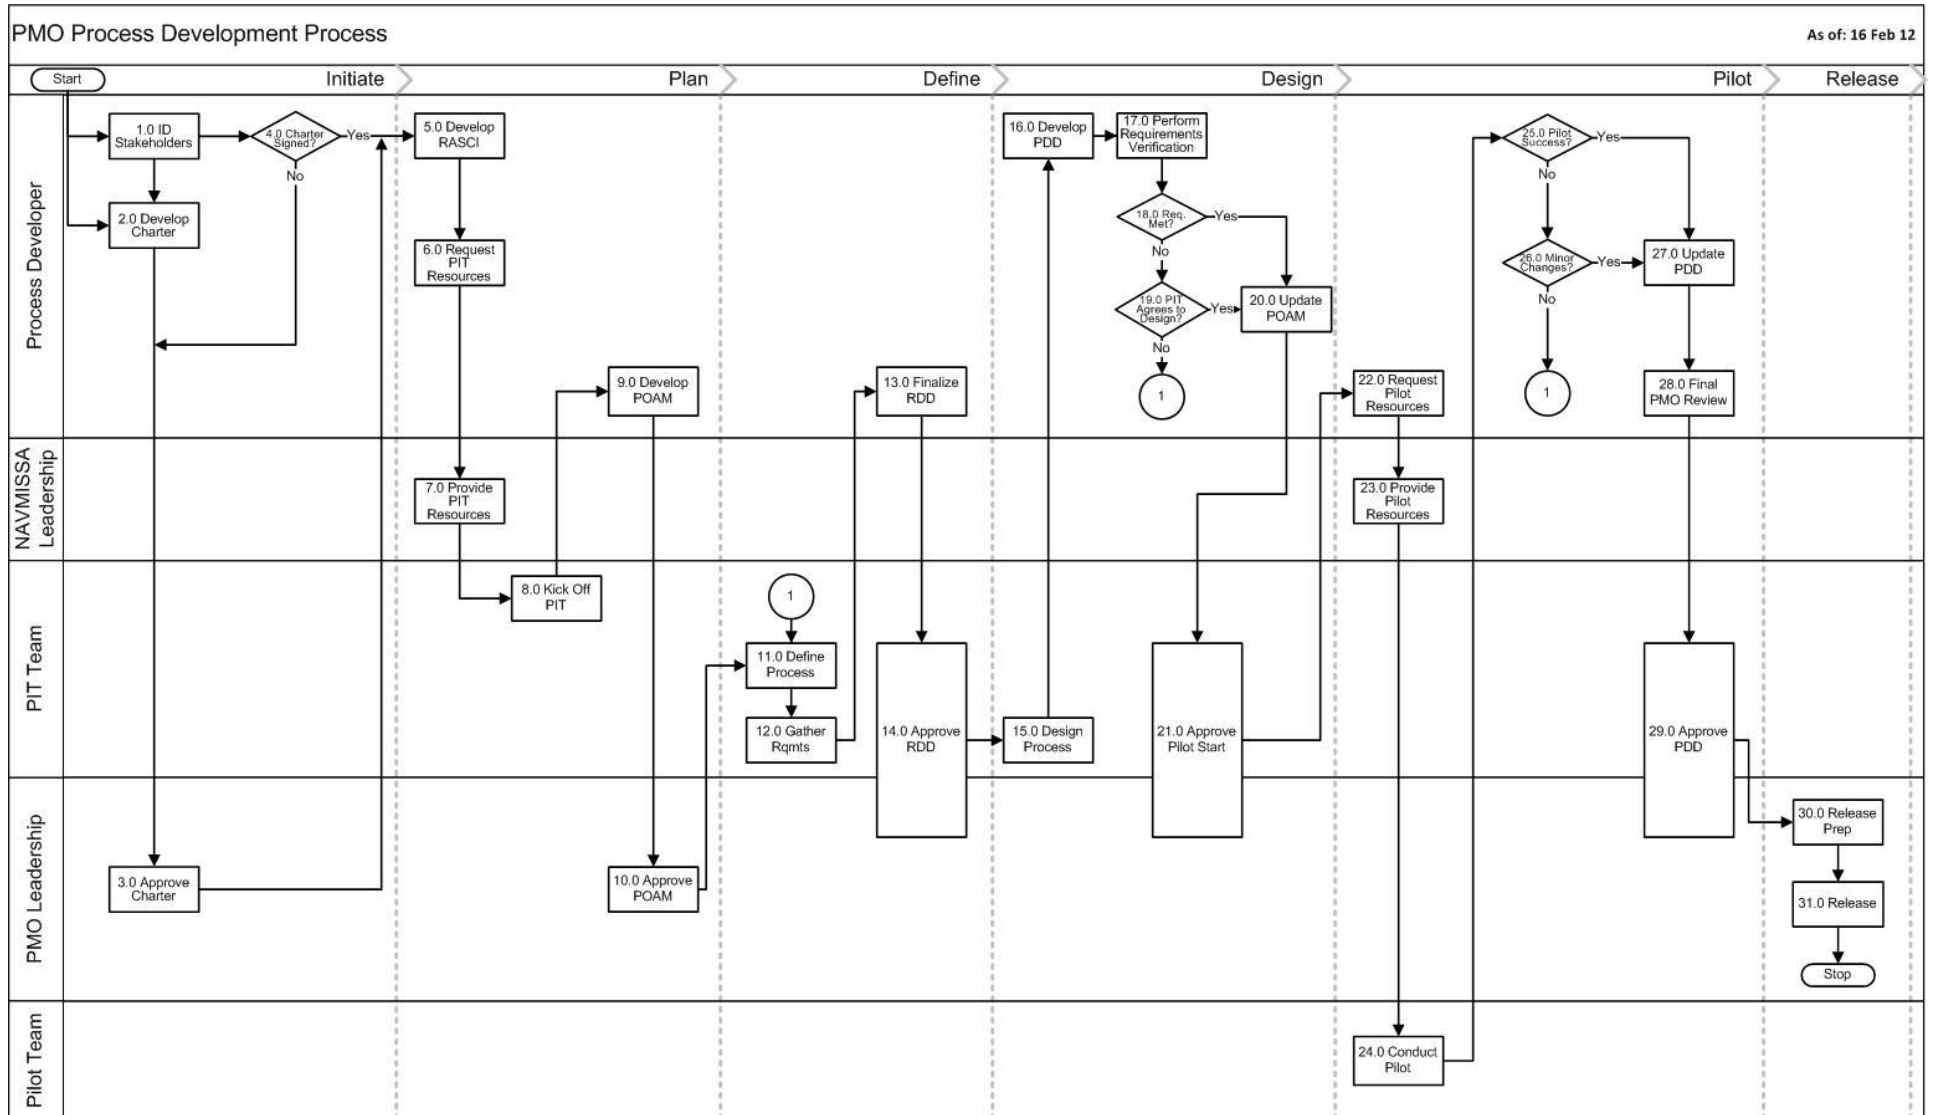 PMO Process Development Process
As of: 16 Feb 12
Start
Initiate
Plan
Define
Design
Pilot
Release
Process Developer
1.0 ID
Stakeholders
4.0 Charter
Signed?
Yes
No
2.0 Develop
Charter
5.0 Develop
RASCI
6.0 Request
PIT
Resources
9.0 Develop
POAM
13.0 Finalize
RDD
16.0 Develop
PDD
17.0 Perform
Requirements
Verification
18.0 Req.
Met?
Yes
No
19.0 PIT
Agrees to
Design?
Yes
No
1
20.0 Update
POAM
22.0 Request
Pilot
Resources
25.0 Pilot
Success?
Yes
No
26.0 Minor
Changes?
Yes
No
1
27.0 Update
PDD
28.0 Final
PMO Review
NAVMISSA
Leadership
7.0 Provide
PIT
Resources
23.0 Provide
Pilot
Resources
PIT Team
8.0 Kick Off
PIT
1
11.0 Define
Process
12.0 Gather
Rqmts
14.0 Approve
RDD
15.0 Design
Process
21.0 Approve
Pilot Start
29.0 Approve
PDD
PMO Leadership
3.0 Approve
Charter
10.0 Approve
POAM
30.0 Release
Prep
31.0 Release
Stop
Pilot Team
24.0 Conduct
Pilot